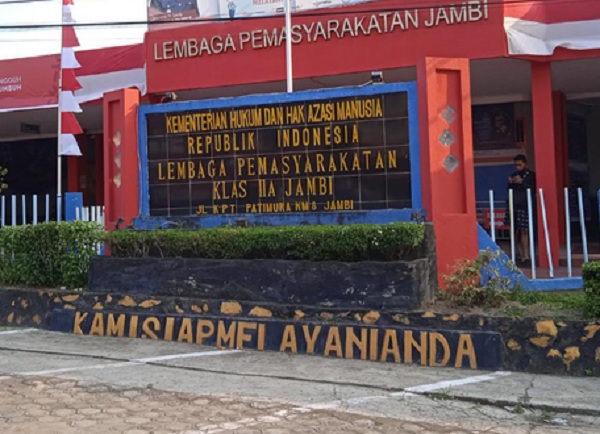 LEMBAGA PEMASYARAKATAN JAMBI
KEMENTERIAN HUKUM DAN HAK AZASI MANUSIA
REPUBLIK INDONESIA
LEMBAGA PEMASYARAKATAN
KLAS IIA JAMBI
JL KPT PATIMURA KM 8 JAMBI
KAMI SIAP MELAYANI ANDA